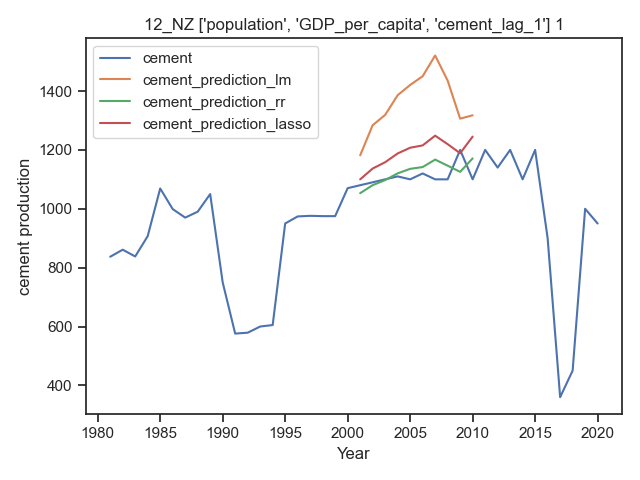 12_NZ ['population', 'GDP_per_capita', 'cement_lag_1'] 1
cement
cement_prediction_lm
cement_prediction_rr
cement_prediction_lasso
cement production
1400
1200
1000
800
600
400
1980 1985 1990 1995 2000 2005 2010 2015 2020
Year